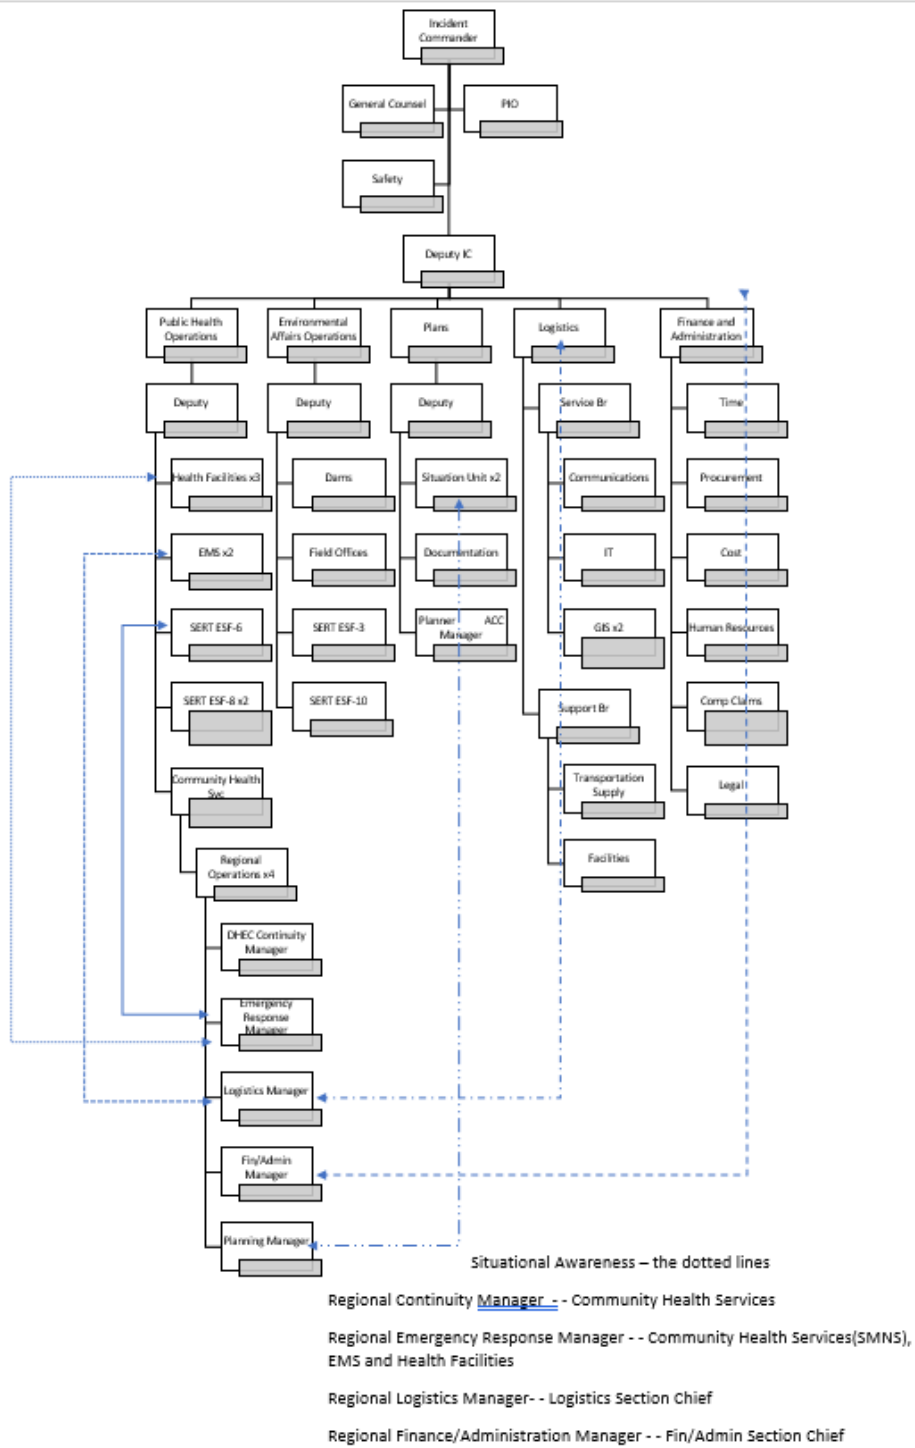 Incident
Commander
General Counsel
PIO
Safety
Deputy IC
Public Health
Operations
Environmental
Affairs Operations
Plans
Logistics
Finance and
Administration
Deputy
Deputy
Deputy
Service Br
Time
Health Facilities x3
Dams
Situation Unit x2
Communications
Procurement
EMS x2
Field Offices
Documentation
IT
Cost
SERT ESF-6
SERT ESF-3
Planner ACC
Manager
GIS x2
Human Resources
SERT ESF-8 x2
SERT ESF-10
Support Br
Comp Claims
Community Health
Svc
Transportation
Supply
Legal
Regional
Operations x4
Facilities
DHEC Continuity
Manager
Emergency
Response
Manager
Logistics Manager
Fin/Admin
Manager
Planning Manager
Situational Awareness – the dotted lines
Regional Continuity Manager - - Community Health Services
Regional Emergency Response Manager - - Community Health Services(SMNS),
EMS and Health Facilities
Regional Logistics Manager- - Logistics Section Chief
Regional Finance/Administration Manager - - Fin/Admin Section Chief